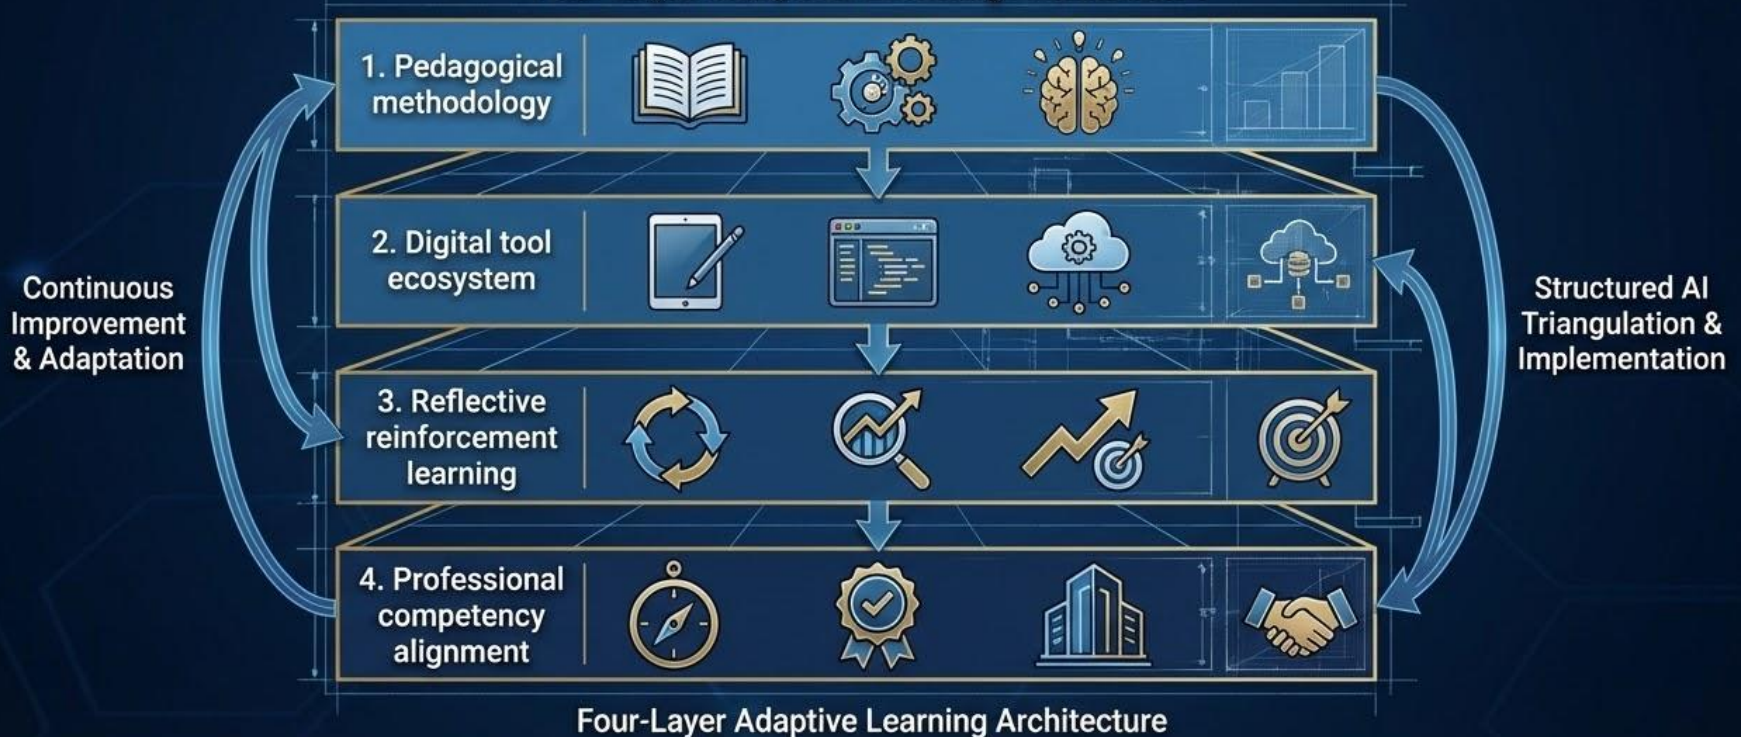 1. Pedagogical
methodology
2. Digital tool
ecosystem
3. Reflective
reinforcement
learning
4. Professional
competency
alignment
Continuous
Improvement
& Adaptation
Structured AI
Triangulation &
Implementation
Four-Layer Adaptive Learning Architecture